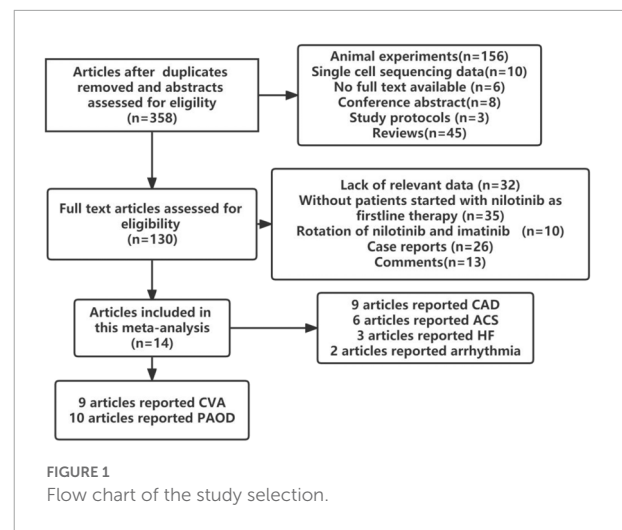 Articles after duplicates
removed and abstracts
assessed for eligility
(n=358)
Animal experiments(n=156)
Single cell sequencing data(n=10)
No full text available (n=6)
Conference abstract(n=8)
Study protocols (n=3)
Reviews(n=45)
Full text articles assessed for
eligibility
(n=130)
Lack of relevant data (n=32)
Without patients started with nilotinib as
firstline therapy (n=35)
Rotation of nilotinib and imatinib (n=10)
Case reports (n=26)
Comments(n=13)
Articles included in
this meta-analysis
(n=14)
9 articles reported CAD
6 articles reported ACS
3 articles reported HF
2 articles reported arrhythmia
9 articles reported CVA
10 articles reported PAOD
FIGURE 1
Flow chart of the study selection.